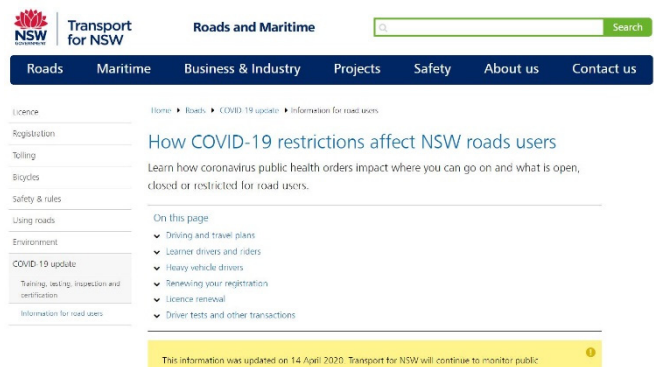 NSW
GOVERNMENT
Transport
for NSW
Roads and Maritime
Search
Roads Maritime Business & Industry Projects Safety About us Contact us
Home Roads COVID-19 update Information for road users
Licence
Registration
Tolling
Bicycles
Safety & rules
Using roads
Environment
COVID-19 update
Training, testing, inspection and
certification
Information for road users
How COVID-19 restrictions affect NSW roads users
Learn how coronavirus public health orders impact where you can go on and what is open,
closed or restricted for road users.
On this page
Driving and travel plans
Learner drivers and riders
Heavy vehicle drivers
Renewing your registration
Licence renewal
Driver tests and other transactions
This information was updated on 14 April 2020. Transport for NSW will continue to monitor public